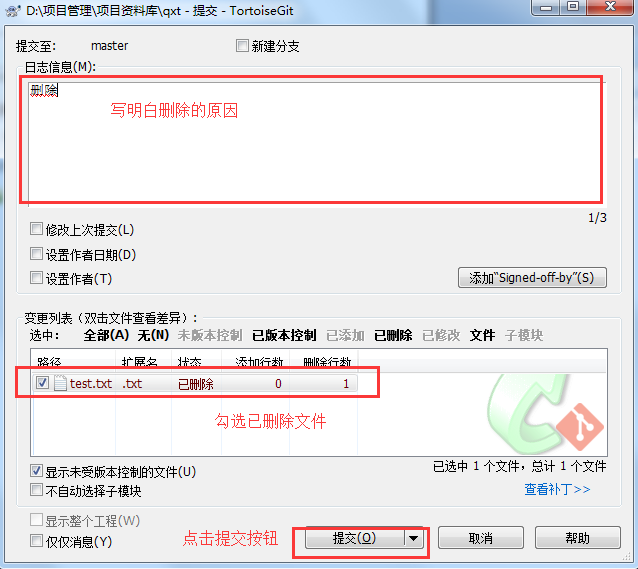 D:\项目管理\项目资料库\qxt - 提交 - TortoiseGit
提交至: master 新建分支
日志信息(M):
删除
写明白删除的原因
1/3
修改上次提交(L)
设置作者日期(D)
设置作者(T)
添加“Signed-off-by”(S)
变更列表（双击文件查看差异）:
选中: 全部(A) 无(N) 未版本控制 已版本控制 已添加 已删除 已修改 文件 子模块
路径 扩展名 状态 添加行数 删除行数
test.txt .txt 已删除 0 1
勾选已删除文件
显示未受版本控制的文件(U)
已选中 1 个文件，总计 1 个文件
不自动选择子模块
查看补丁>>
显示整个工程(W)
仅仅消息(Y)
点击提交按钮
提交(O)
取消
帮助